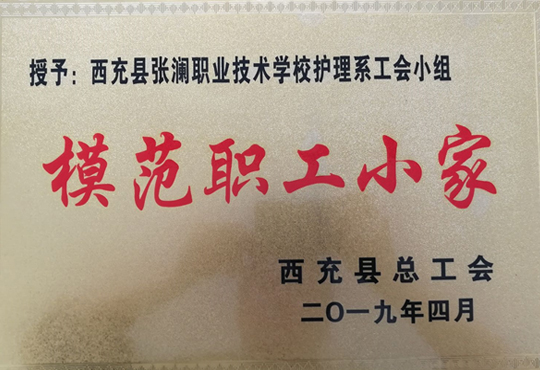 授予：西充县张澜职业技术学校护理系工会小组
模范职工小家
西充县总工会
二〇一九年四月